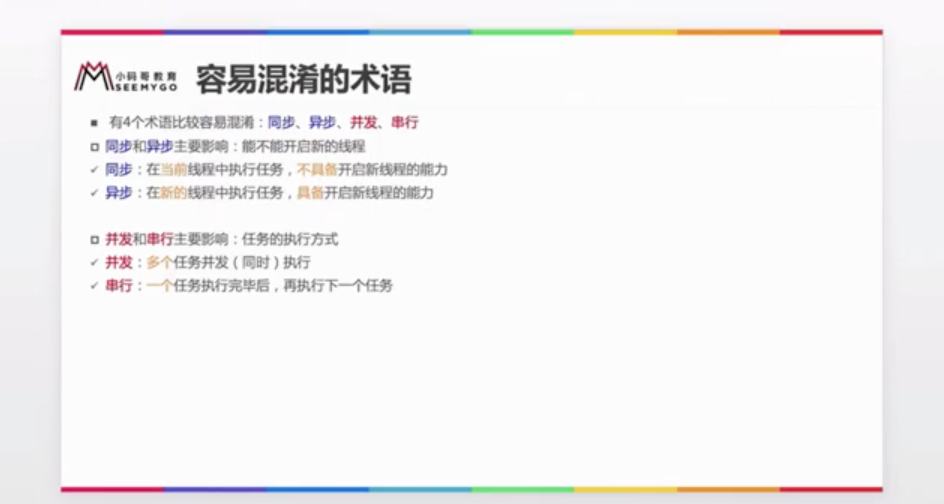 小码哥教育
SEEMYGO
容易混淆的术语
有4个术语比较容易混淆：同步、异步、并发、串行
同步和异步主要影响：能不能开启新的线程
同步：在当前线程中执行任务，不具备开启新线程的能力
异步：在新的线程中执行任务，具备开启新线程的能力
并发和串行主要影响：任务的执行方式
并发：多个任务并发（同时）执行
串行：一个任务执行完毕后，再执行下一个任务